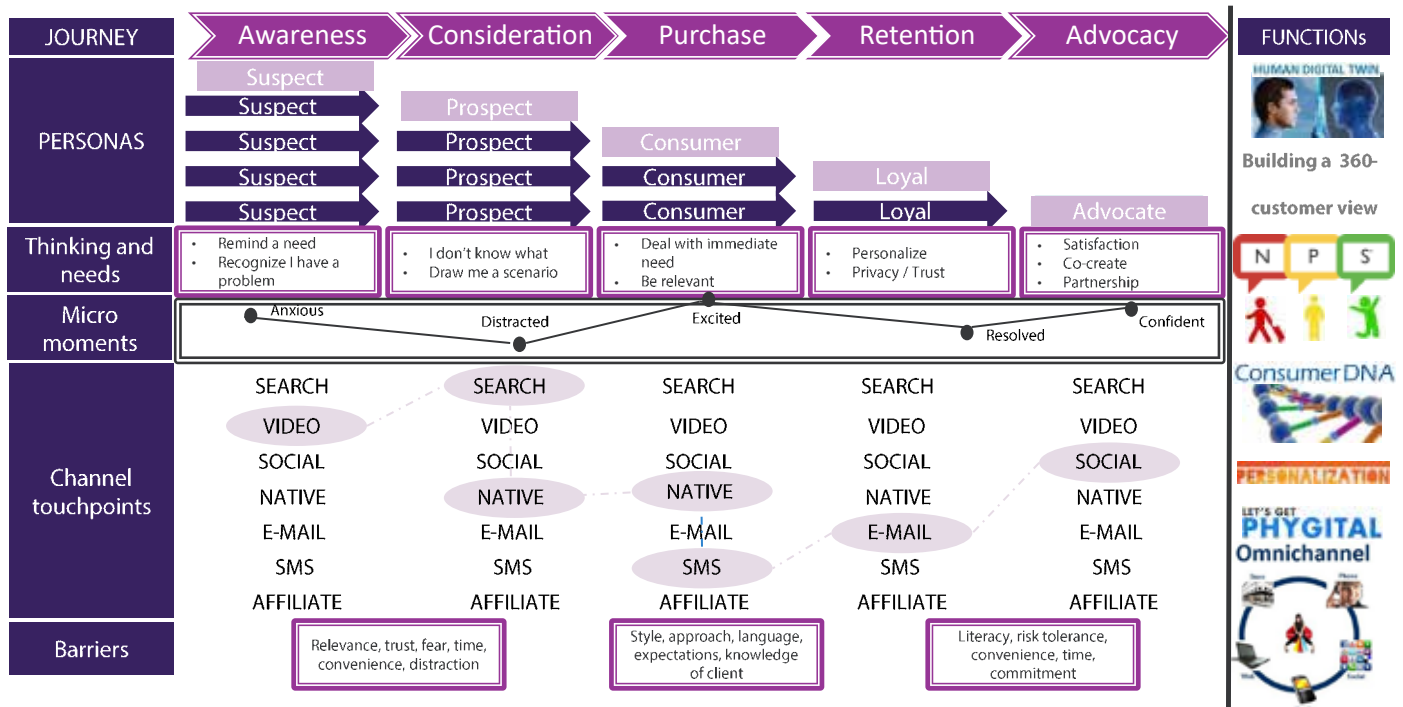 JOURNEY
Awareness
Consideration
Purchase
Retention
Advocacy
FUNCTIONs
PERSONAS
Suspect
Suspect
Prospect
Suspect
Prospect
Consumer
Suspect
Prospect
Consumer
Loyal
Suspect
Prospect
Consumer
Loyal
Advocate
Thinking and
needs
• Remind a need
• Recognize I have a
problem
• I don't know what
• Draw me a scenario
• Deal with immediate
need
• Be relevant
• Personalize
• Privacy / Trust
• Satisfaction
• Co-create
• Partnership
Micro
moments
Anxious
Distracted
Excited
Resolved
Confident
Channel
touchpoints
SEARCH
VIDEO
SOCIAL
NATIVE
E-MAIL
SMS
AFFILIATE
SEARCH
VIDEO
SOCIAL
NATIVE
E-MAIL
SMS
AFFILIATE
SEARCH
VIDEO
SOCIAL
NATIVE
E-MAIL
SMS
AFFILIATE
SEARCH
VIDEO
SOCIAL
NATIVE
E-MAIL
SMS
AFFILIATE
SEARCH
VIDEO
SOCIAL
NATIVE
E-MAIL
SMS
AFFILIATE
Barriers
Relevance, trust, fear, time,
convenience, distraction
Style, approach, language,
expectations, knowledge
of client
Literacy, risk tolerance,
convenience, time,
commitment
HUMAN DIGITAL TWIN
Building a 360-
customer view
N P S
Consumer DNA
PERSONALIZATION
LET'S GET
PHYGITAL
Omnichannel